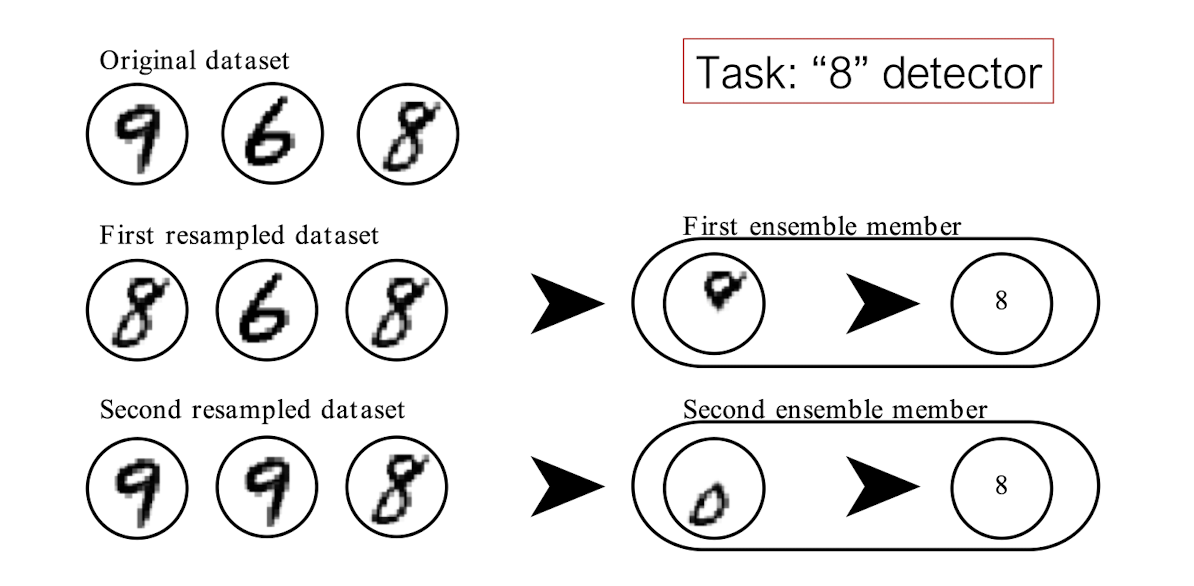 Original dataset
Task: “8” detector
9 6 8
First resampled dataset
First ensemble member
8 6 8
8
Second resampled dataset
Second ensemble member
9 9 8
8